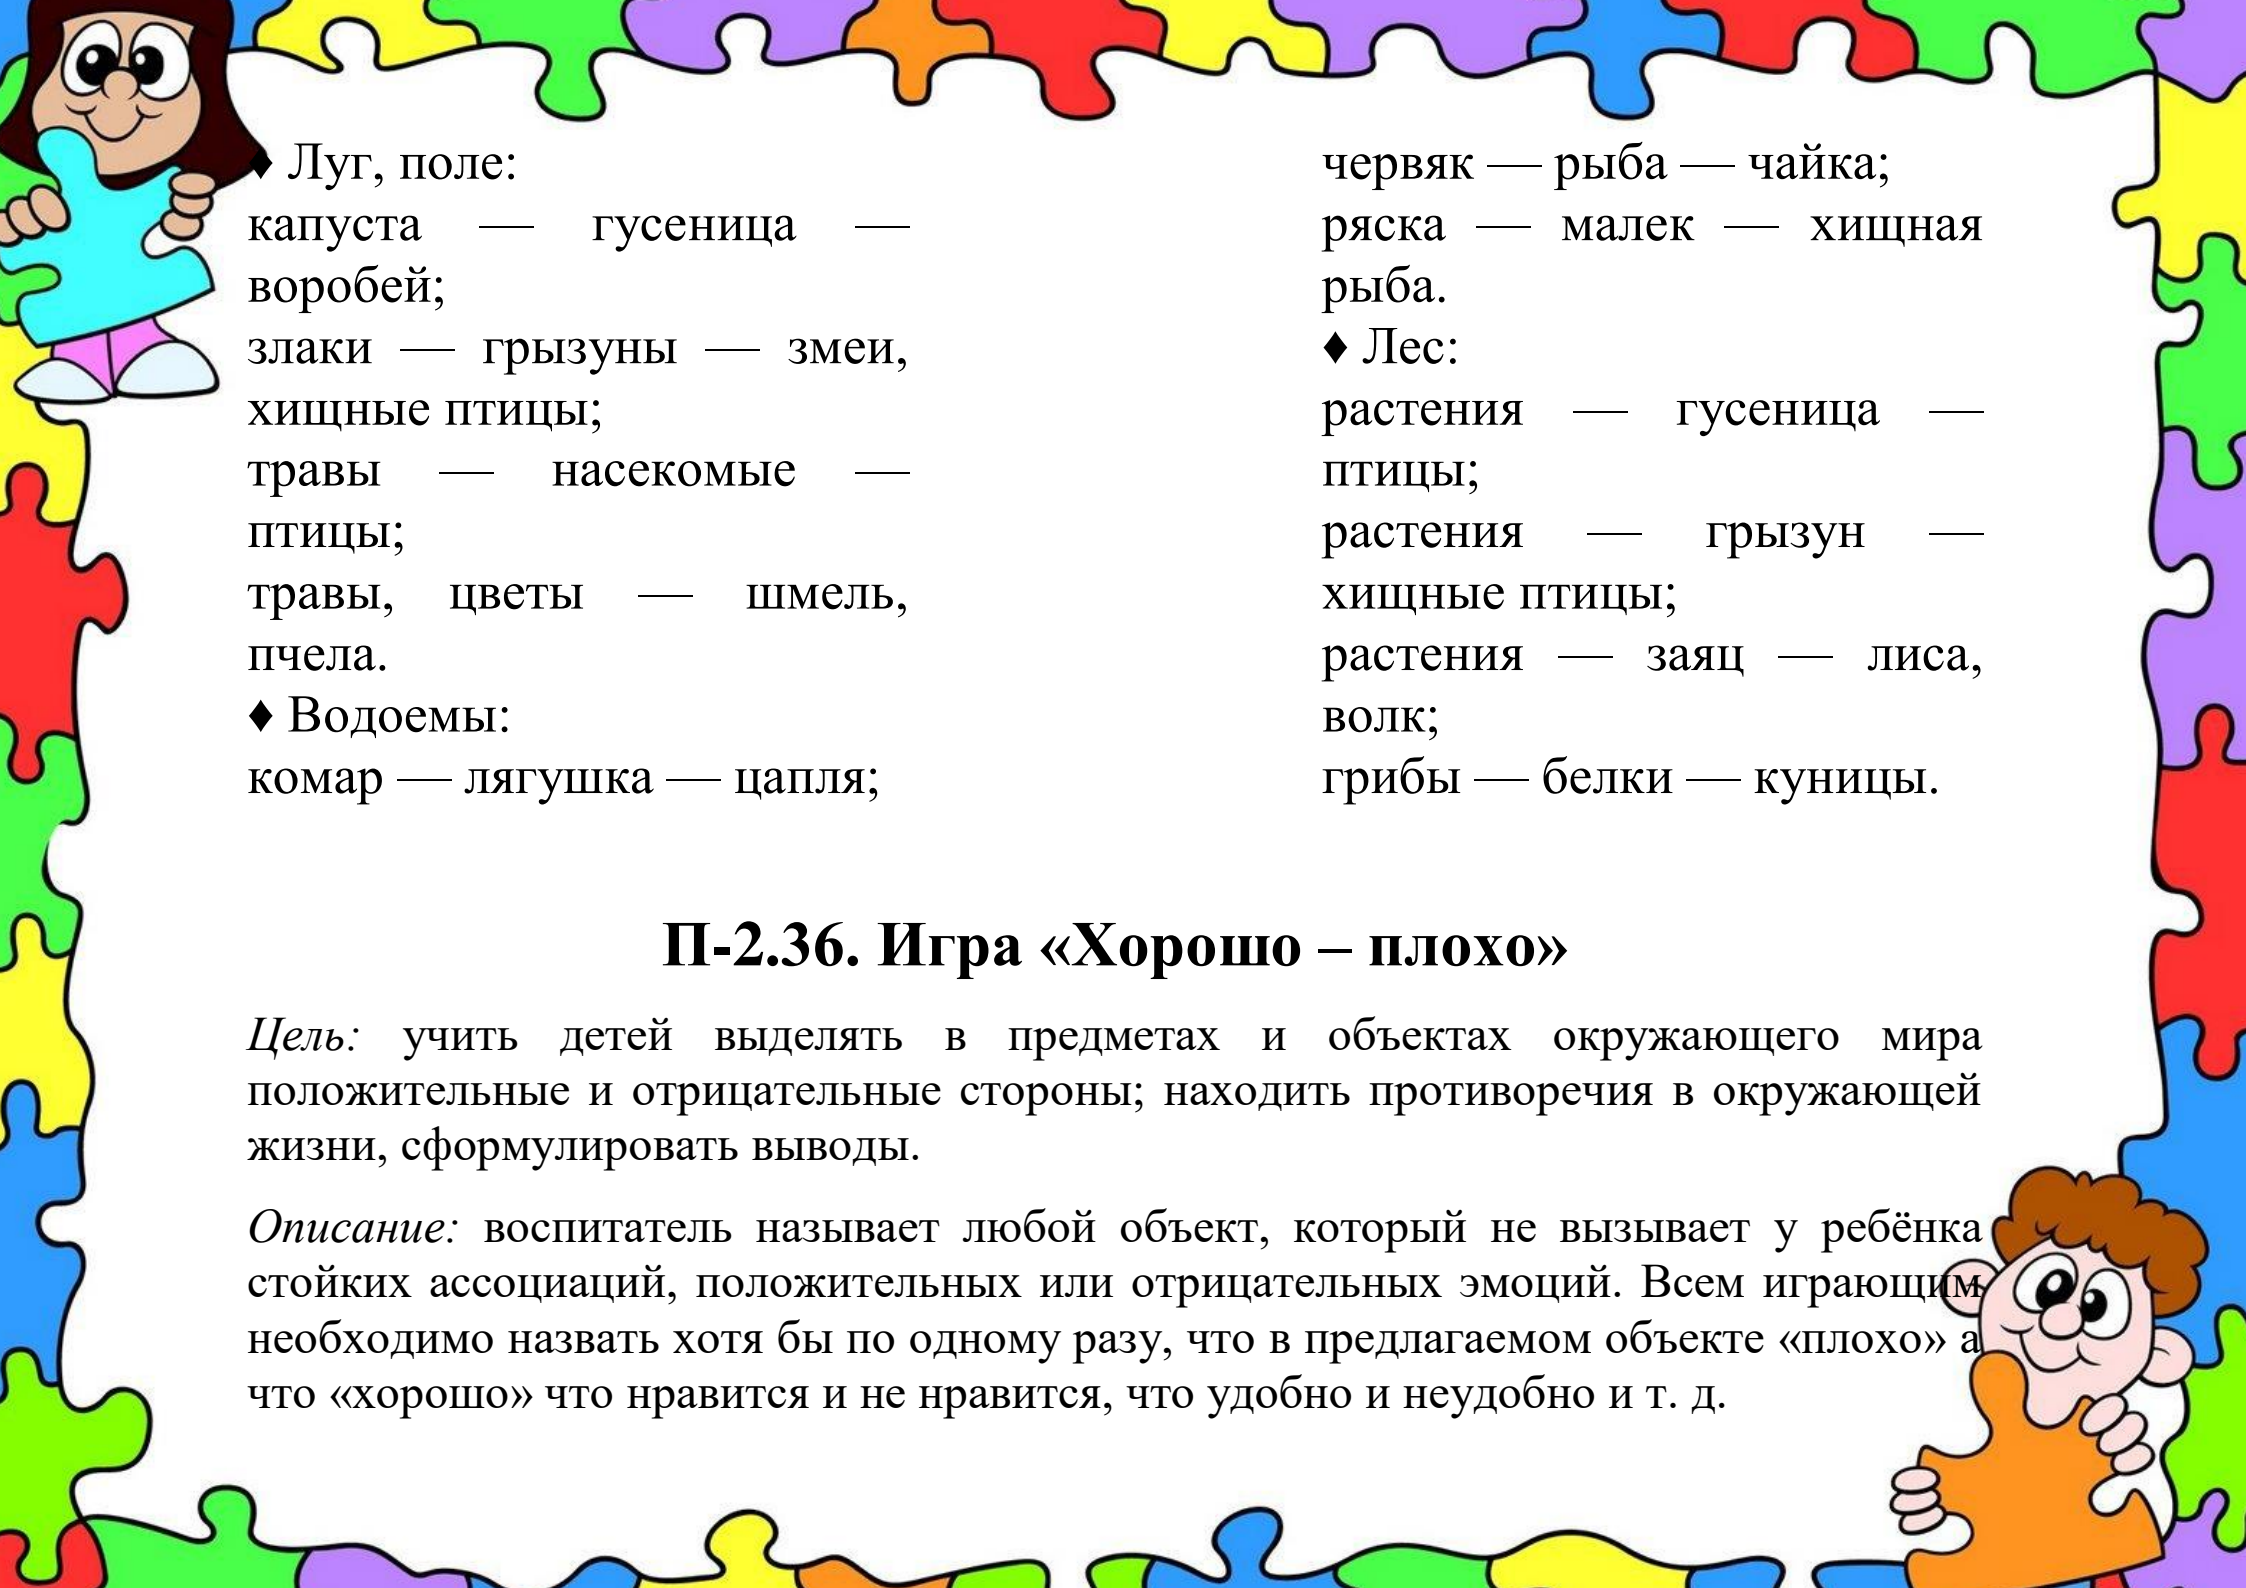 ♦ Луг, поле:
капуста — гусеница —
воробей;
злаки — грызуны — змеи,
хищные птицы;
травы — насекомые —
птицы;
травы, цветы — шмель,
пчела.
♦ Водоемы:
комар — лягушка — цапля;
червяк — рыба — чайка;
ряска — малек — хищная
рыба.
♦ Лес:
растения — гусеница —
птицы;
растения — грызун —
хищные птицы;
растения — заяц — лиса,
волк;
грибы — белки — куницы.
П-2.36. Игра «Хорошо – плохо»
Цель: учить детей выделять в предметах и объектах окружающего мира
положительные и отрицательные стороны; находить противоречия в окружающей
жизни, сформулировать выводы.
Описание: воспитатель называет любой объект, который не вызывает у ребёнка
стойких ассоциаций, положительных или отрицательных эмоций. Всем играющим
необходимо назвать хотя бы по одному разу, что в предлагаемом объекте «плохо» а
что «хорошо» что нравится и не нравится, что удобно и неудобно и т. д.